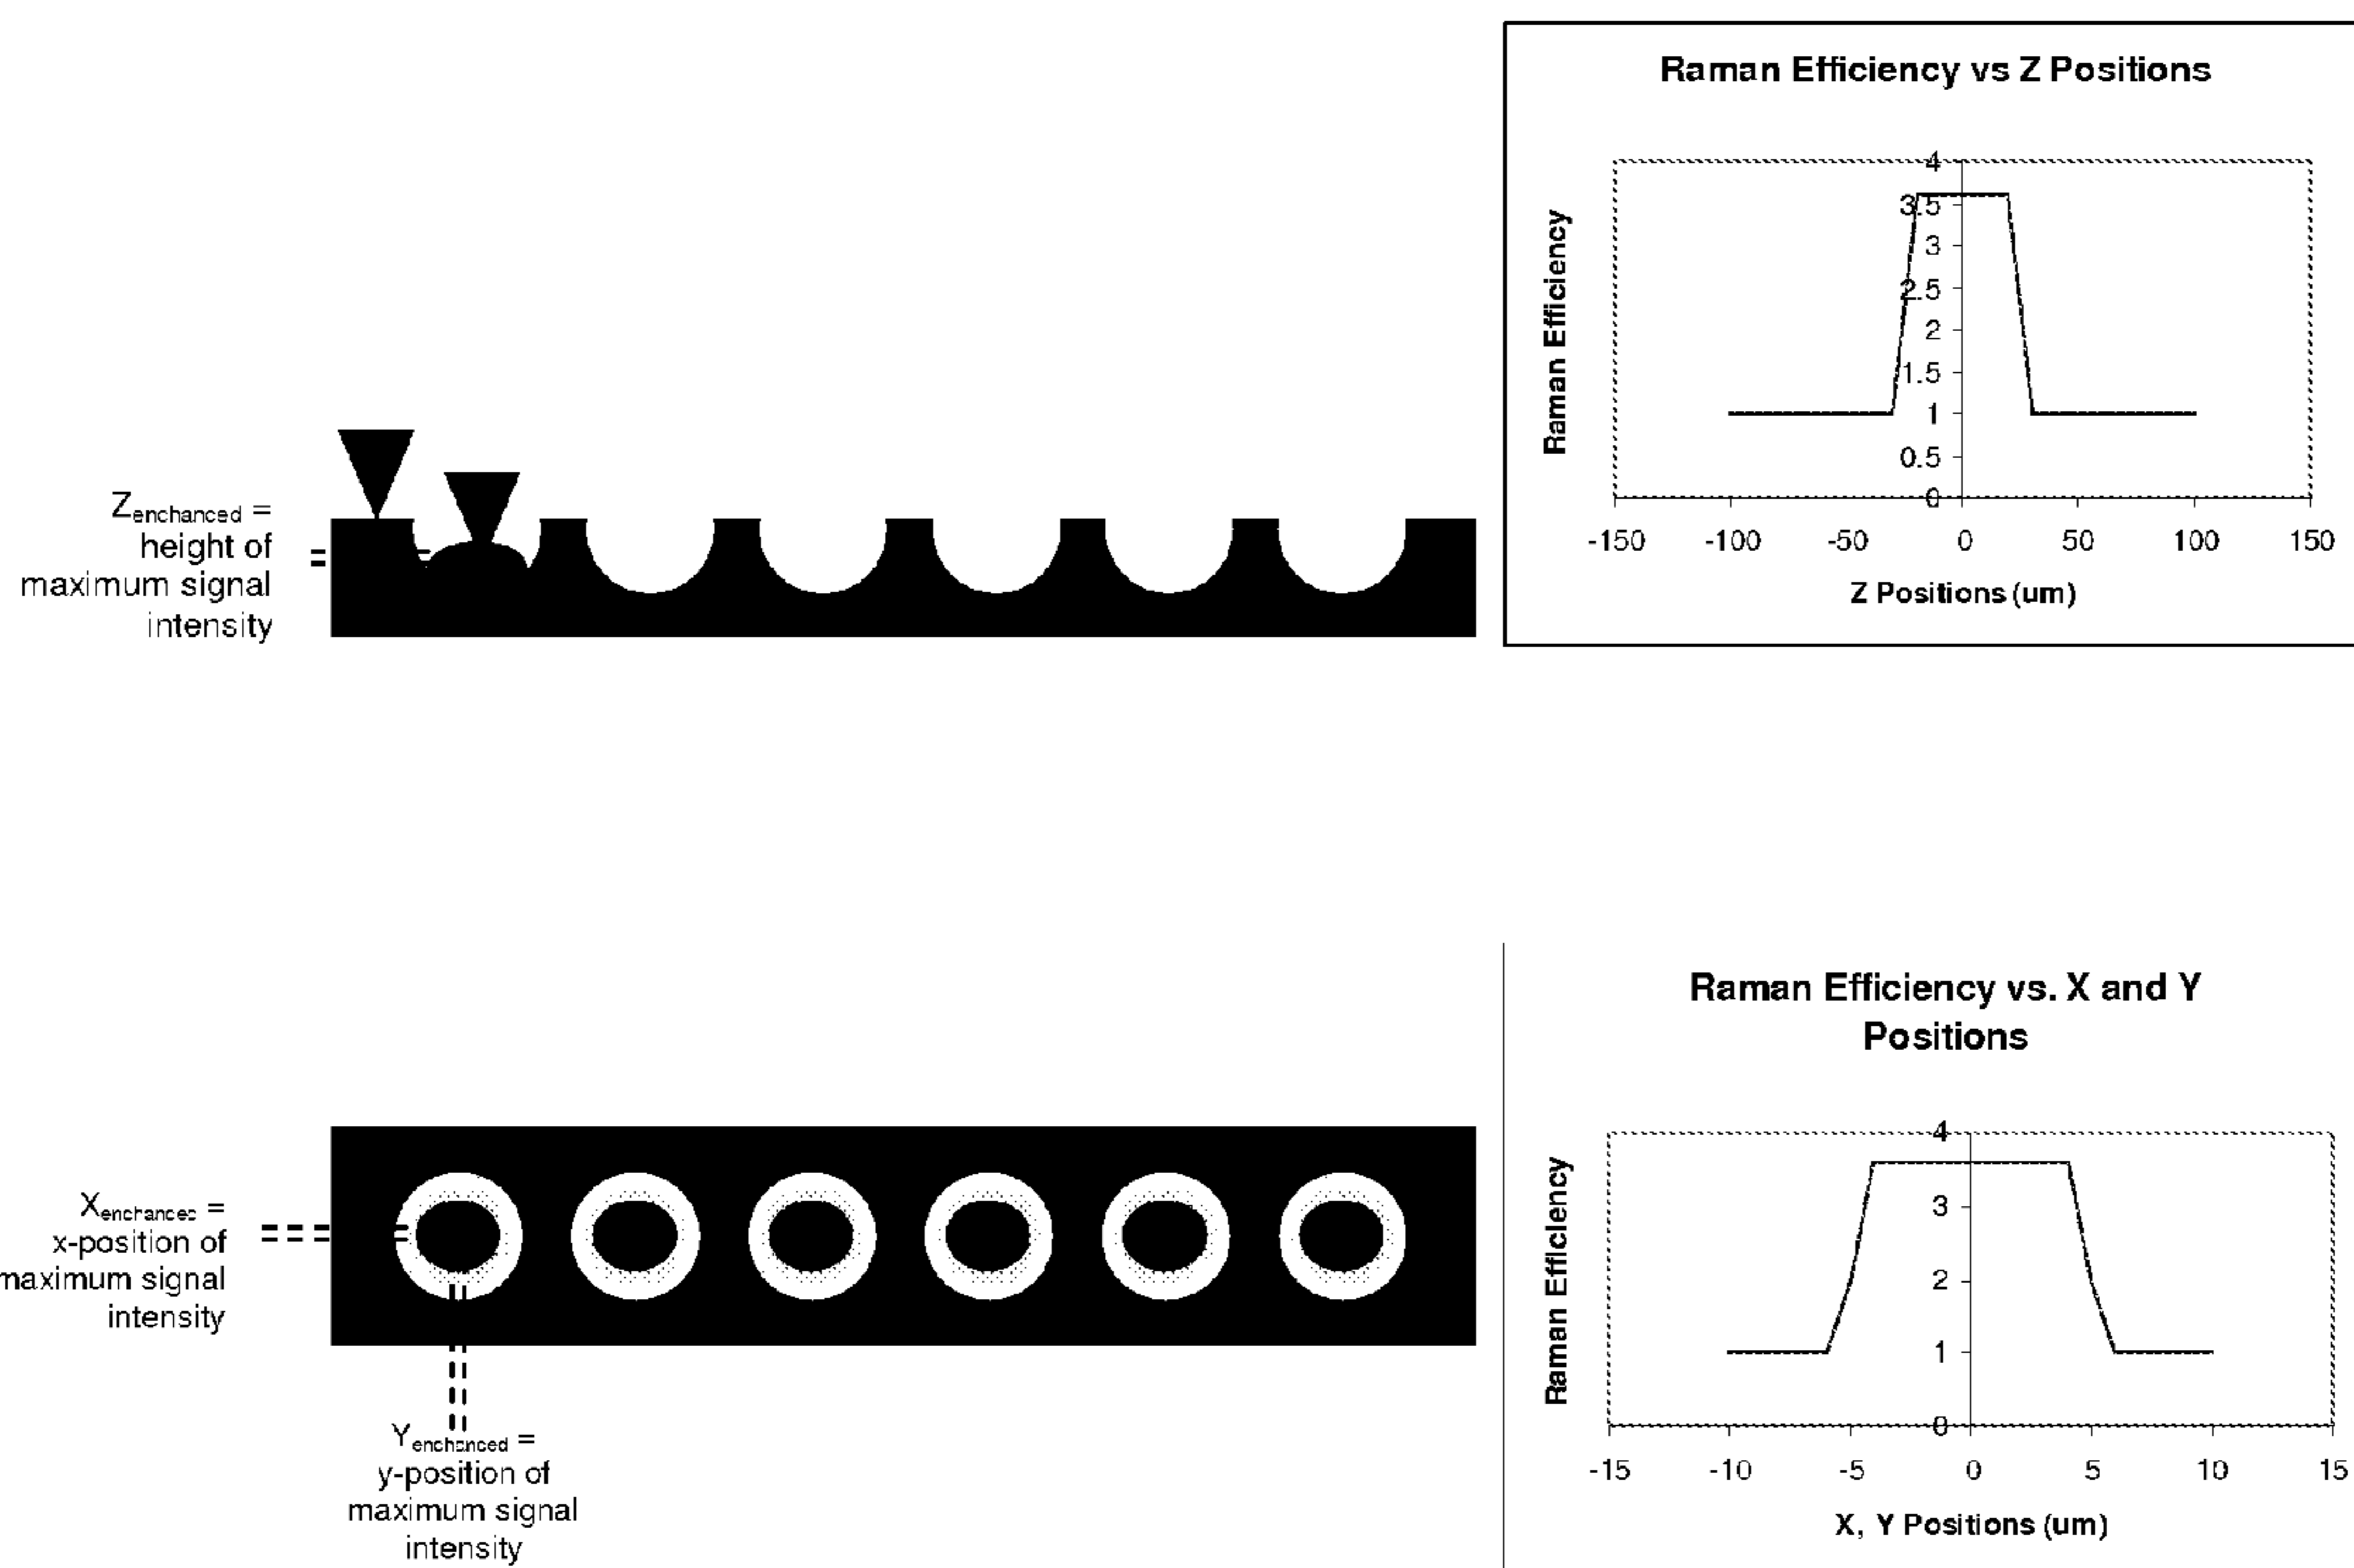 Raman Efficiency vs Z Positions
4
3.5
3
2.5
2
1.5
1
0.5
0
Raman Efficiency
-150 -100 -50 0 50 100 150
Z Positions (um)
Zenchanced =
height of
maximum signal
intensity
Raman Efficiency vs. X and Y
Positions
4
3
2
1
0
Raman Efficiency
-15 -10 -5 0 5 10 15
X, Y Positions (um)
Xenchanced =
x-position of
maximum signal
intensity
Yenchanced =
y-position of
maximum signal
intensity